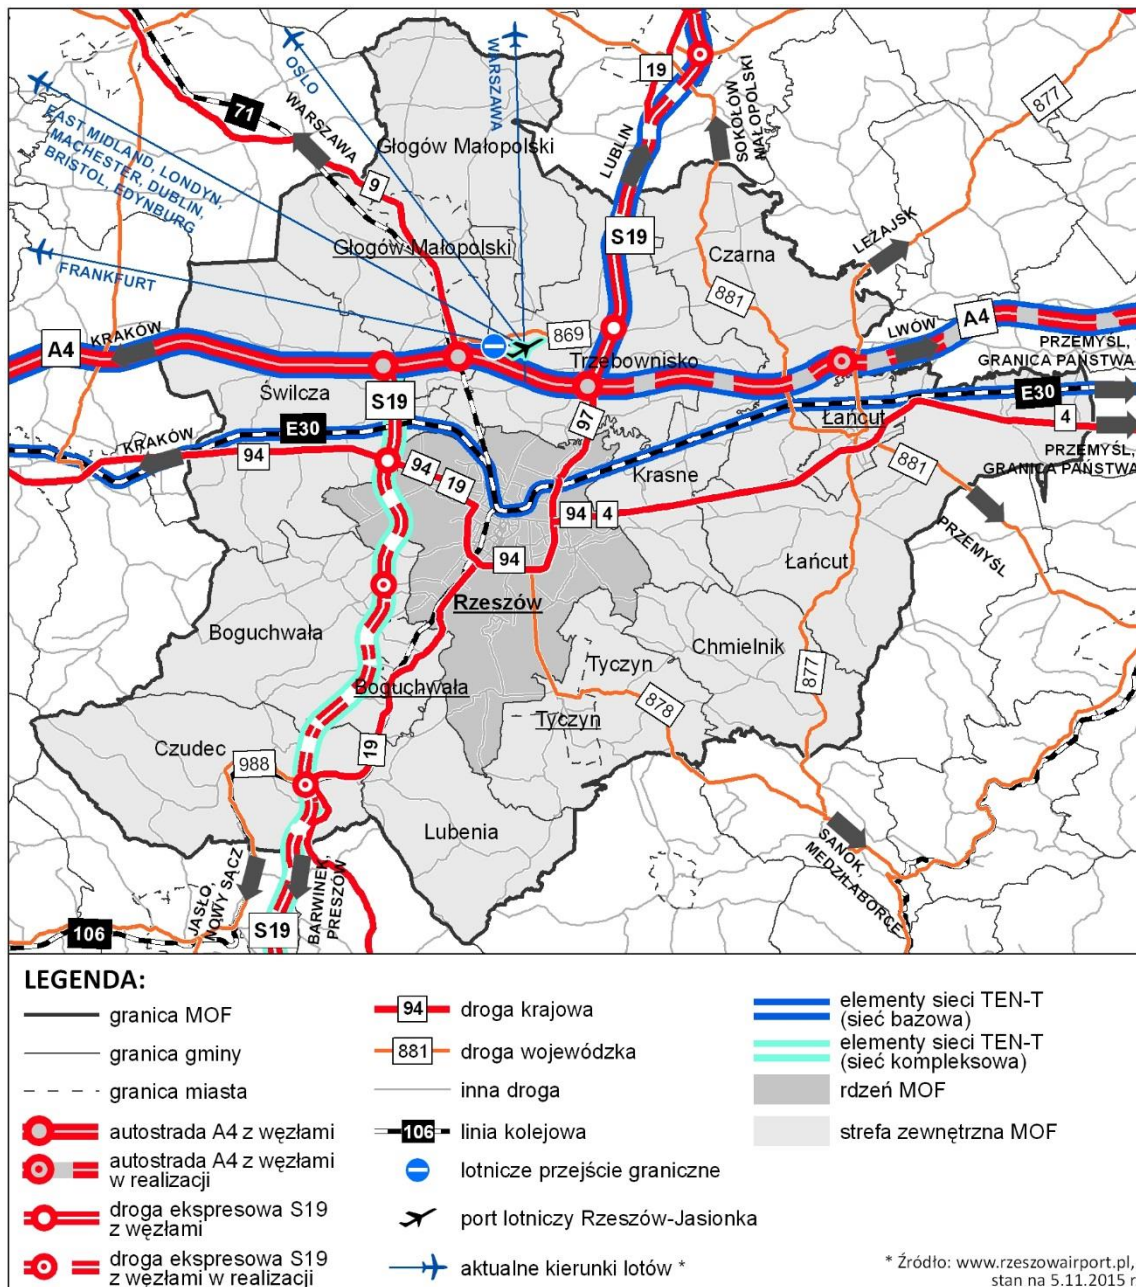 OSLO
WARSZAWA
19
877
71
WARSZAWA
EAST MIDLAND, LONDYN,
MACHESTER, DUBLIN,
BRISTOL, EDYNBURG
Głogów Małopolski
LUBLIN
SOKOŁÓW
MAŁOPOLSKI
9
S19
Głogów Małopolski
Czarna
LEŻAJSK
FRANKFURT
881
869
A4
KRAKÓW
LWÓW
A4
PRZEMYŚL,
GRANICA PAŃSTWA
Trzebownisko
Świlcza
S19
E30
E30
97
Łańcut
4
KRAKÓW
94
94
19
Krasne
881
PRZEMYŚL,
GRANICA PAŃSTWA
94
4
94
PRZEMYŚL
Łańcut
Rzeszów
Boguchwała
Tyczyn
Chmielnik
877
Boguchwała
Tyczyn
878
Czudec
988
19
Lubenia
SANOK,
MEDZILABORCE
JASŁO,
NOWY SĄCZ
BARWINEK,
PRESZÓW
106
S19
LEGENDA:
granica MOF
granica gminy
granica miasta
autostrada A4 z węzłami
autostrada A4 z węzłami
w realizacji
droga ekspresowa S19
z węzłami
droga ekspresowa S19
z węzłami w realizacji
94 droga krajowa
881 droga wojewódzka
inna droga
106 linia kolejowa
lotnicze przejście graniczne
port lotniczy Rzeszów-Jasionka
aktualne kierunki lotów *
elementy sieci TEN-T
(sieć bazowa)
elementy sieci TEN-T
(sieć kompleksowa)
rdzeń MOF
strefa zewnętrzna MOF
* Źródło: www.rzeszowairport.pl,
stan na 5.11.2015 r.